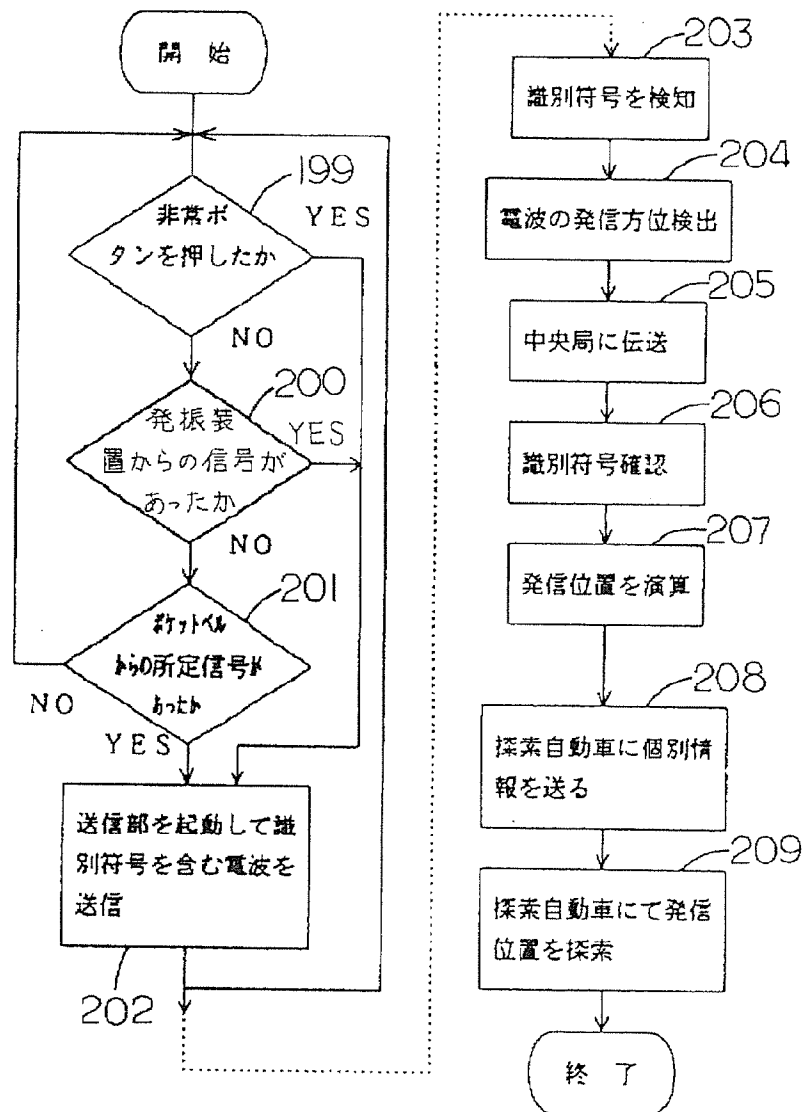 開 始
199
非常ボ
タンを押したか
YES
NO
200
発振装
置からの信号が
あったか
YES
NO
201
ポケットベル
からの所定信号が
あったか
NO
YES
送信部を起動して識
別符号を含む電波を
送信
202
203
識別符号を検知
204
電波の発信方位検出
205
中央局に伝送
206
識別符号確認
207
発信位置を演算
208
探索自動車に個別情
報を送る
209
探索自動車にて発信
位置を探索
終 了